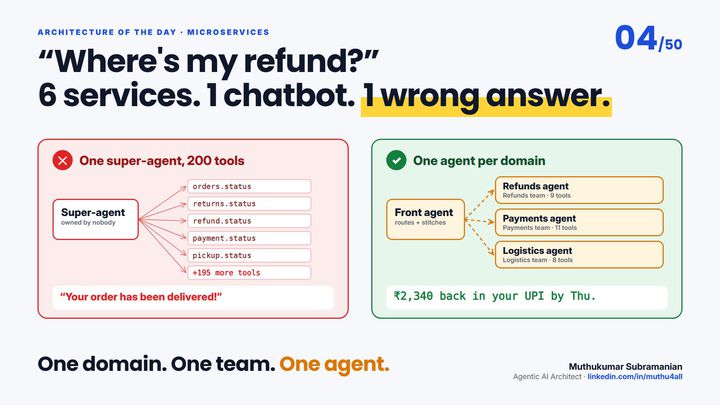 ARCHITECTURE OF THE DAY · MICROSERVICES
04/50
“Where's my refund?”
6 services. 1 chatbot. 1 wrong answer.
One super-agent, 200 tools
Super-agent
owned by nobody
orders.status
returns.status
refund.status
payment.status
pickup.status
+195 more tools
“Your order has been delivered!”
One agent per domain
Front agent
routes + stitches
Refunds agent
Refunds team · 9 tools
Payments agent
Payments team · 11 tools
Logistics agent
Logistics team · 8 tools
₹2,340 back in your UPI by Thu.
One domain. One team. One agent.
Muthukumar Subramanian
Agentic AI Architect · linkedin.com/in/muthu4all